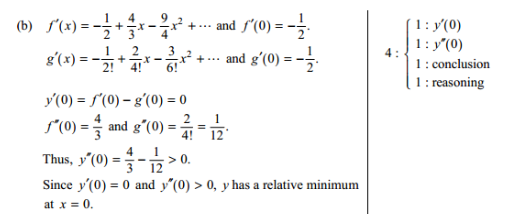 (b) f′(x) = −1/2 + 4/3 x − 9/4 x² + ⋯ and f′(0) = −1/2.
g′(x) = −1/2! + 2/4! x − 3/6! x² + ⋯ and g′(0) = −1/2.
y′(0) = f′(0) − g′(0) = 0
f″(0) = 4/3 and g″(0) = 2/4! = 1/12.
Thus, y″(0) = 4/3 − 1/12 > 0.
Since y′(0) = 0 and y″(0) > 0, y has a relative minimum
at x = 0.
4 : { 1 : y′(0)
1 : y″(0)
1 : conclusion
1 : reasoning